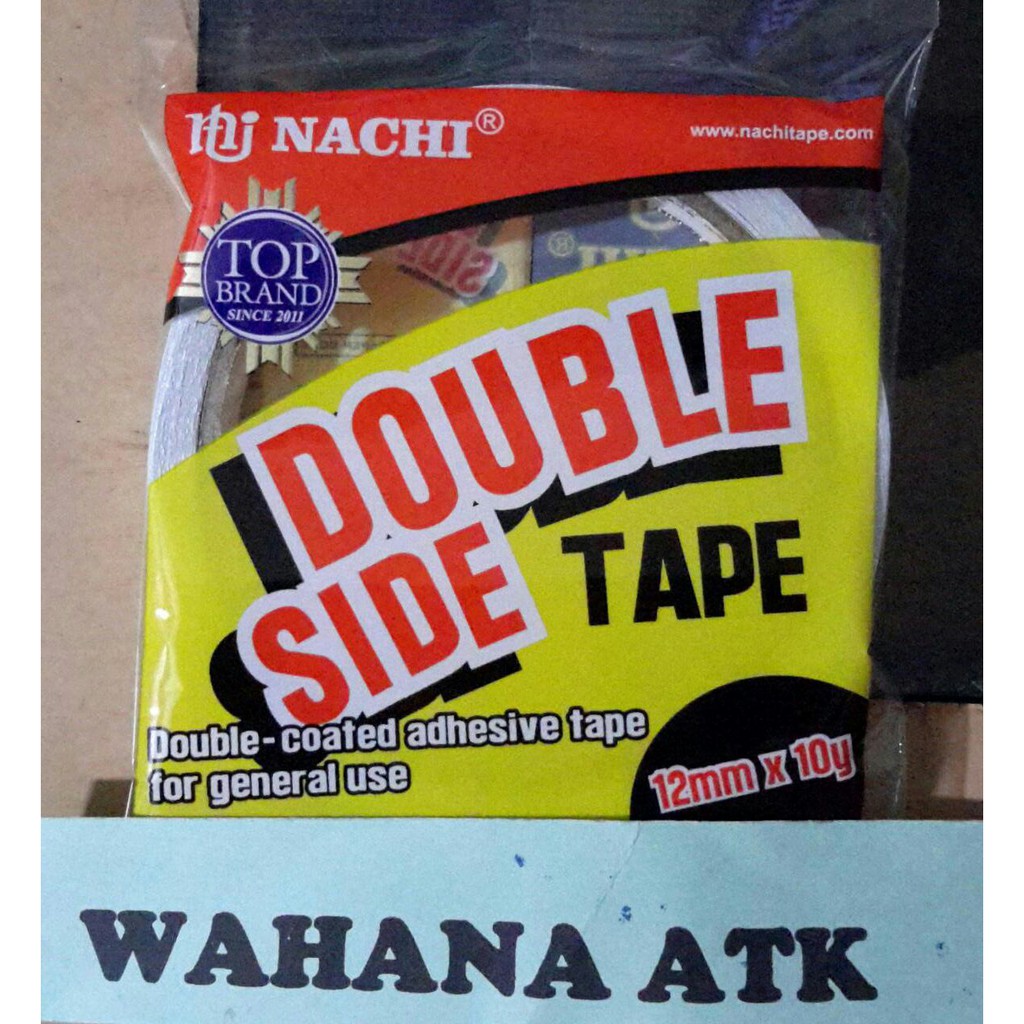 nhj NACHI®
www.nachitape.com
TOP
BRAND
SINCE 2011
DOUBLE
SIDE TAPE
Double-coated adhesive tape
for general use
12mm x 10y
WAHANA ATK